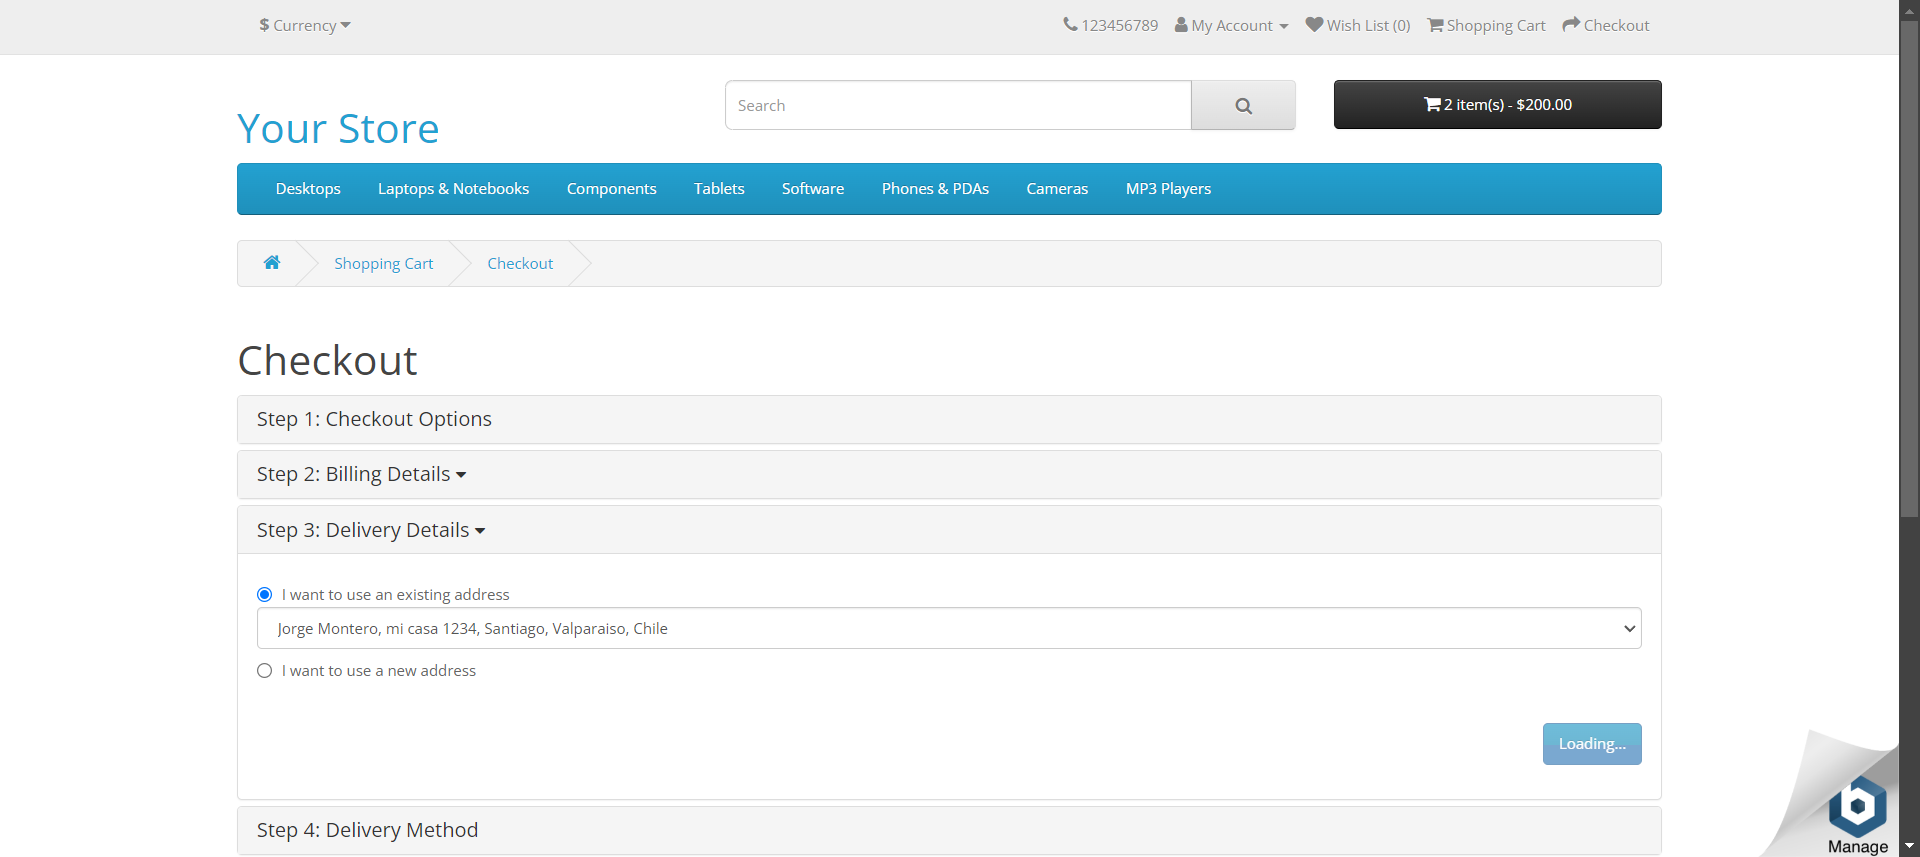 $ Currency
123456789 My Account Wish List (0) Shopping Cart Checkout
Search
2 item(s) - $200.00
Your Store
Desktops Laptops & Notebooks Components Tablets Software Phones & PDAs Cameras MP3 Players
Shopping Cart Checkout
Checkout
Step 1: Checkout Options
Step 2: Billing Details
Step 3: Delivery Details
I want to use an existing address
Jorge Montero, mi casa 1234, Santiago, Valparaiso, Chile
I want to use a new address
Loading...
Step 4: Delivery Method
b
Manage